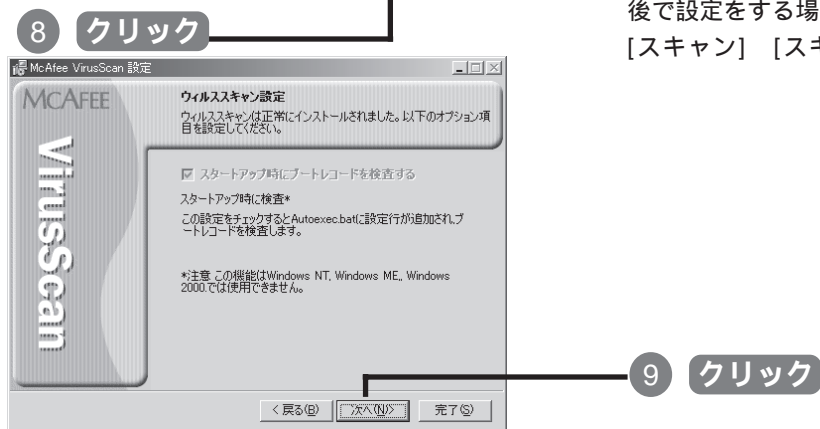 後で設定をする場
[スキャン] [スキ
8 クリック
McAfee VirusScan 設定
MCAFEE
VirusScan
ウィルススキャン設定
ウィルススキャンは正常にインストールされました。以下のオプション項
目を設定してください。
スタートアップ時にブートレコードを検査する
スタートアップ時に検査*
この設定をチェックするとAutoexec.batに設定行が追加され、ブ
ートレコードを検査します。
*注意 この機能はWindows NT, Windows ME,, Windows
2000.では使用できません。
9 クリック
< 戻る(B) 次へ(N)> 完了(S)